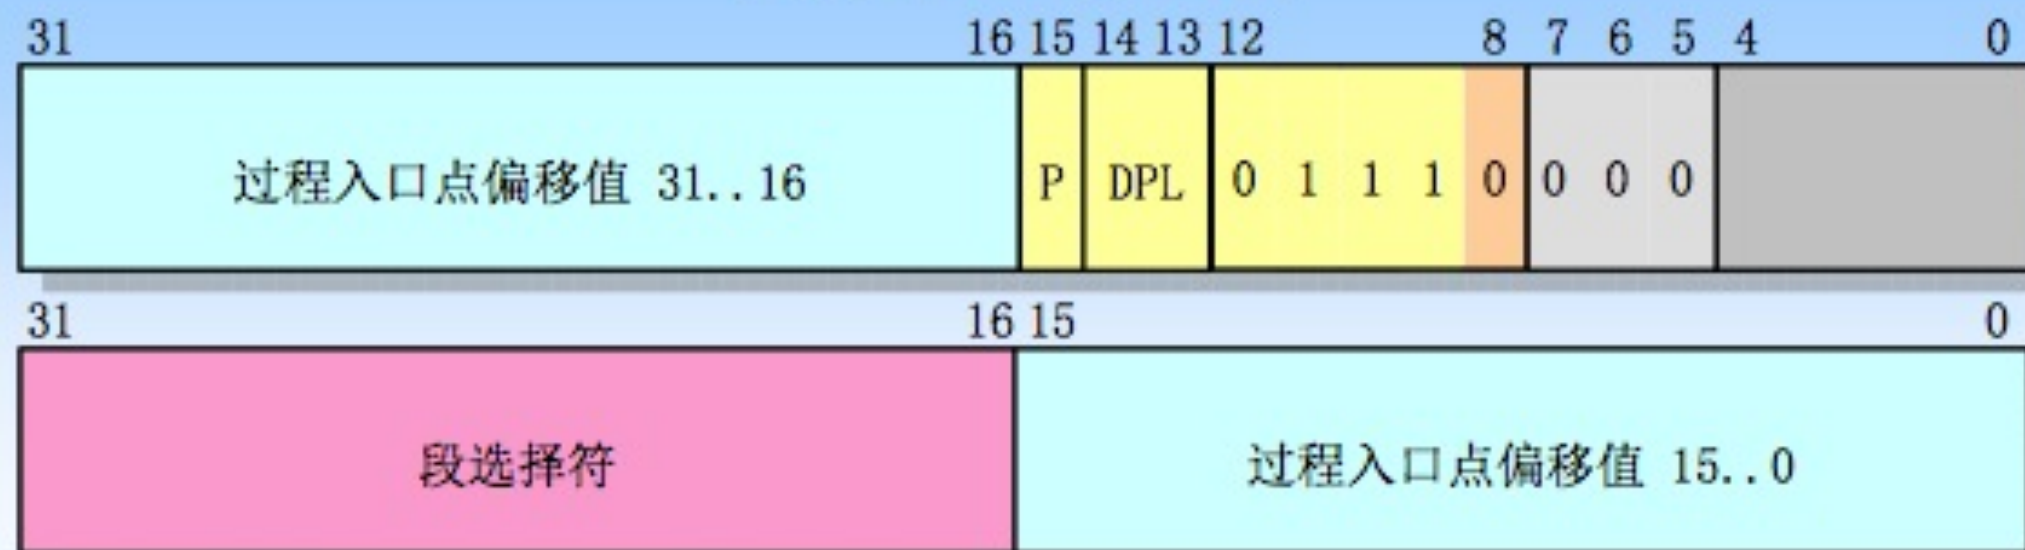 31 16 15 14 13 12 8 7 6 5 4 0
过程入口点偏移值 31..16 P DPL 0 1 1 1 0 0 0 0
31 16 15 0
段选择符 过程入口点偏移值 15..0